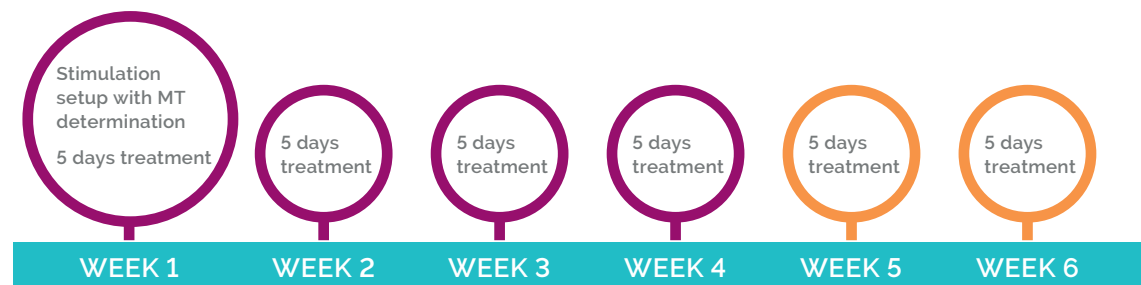 Stimulation
setup with MT
determination
5 days treatment
5 days
treatment
5 days
treatment
5 days
treatment
5 days
treatment
5 days
treatment
WEEK 1
WEEK 2
WEEK 3
WEEK 4
WEEK 5
WEEK 6